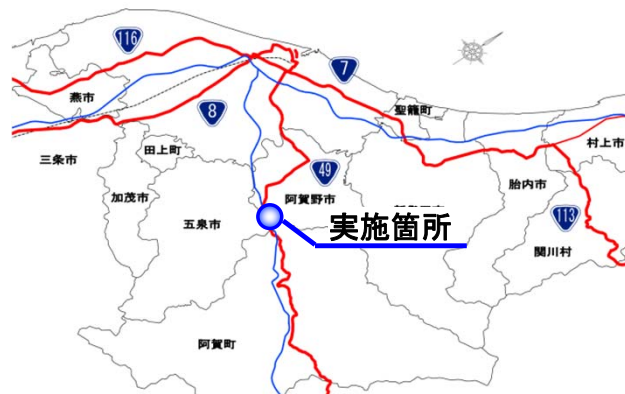 116
7
燕市
8
聖籠町
三条市
田上町
村上市
49
加茂市
阿賀野市
胎内市
五泉市
113
実施箇所
関川村
阿賀町